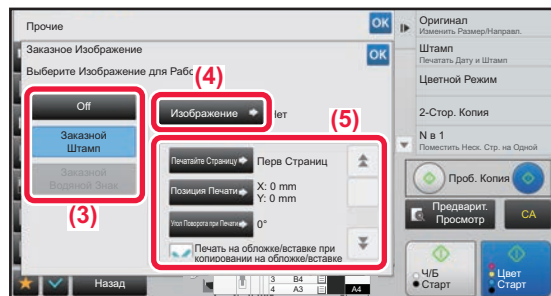 Прочие
OK
Заказное Изображение
OK
Выберите Изображение для
(4)
Off
Изображение
(5)
Заказной
Штамп
Печатайте Страницу
Перв Страниц
Заказной
Водяной Знак
Позиция Печати
X: 0 mm
Y: 0 mm
(3)
Угол Поворота при Печати
0°
Печать на обложке/вставке при
копировании на обложке/вставке
Назад
3 B4
4 A3
A4
Оригинал
Изменить Размер/Направл.
Штамп
Печатать Дату и Штамп
Цветной Режим
2-Стор. Копия
N в 1
Поместить Неск. Стр. на Одной
Проб. Копия
Предварит.
Просмотр
CA
Ч/Б
Старт
Цвет
Старт